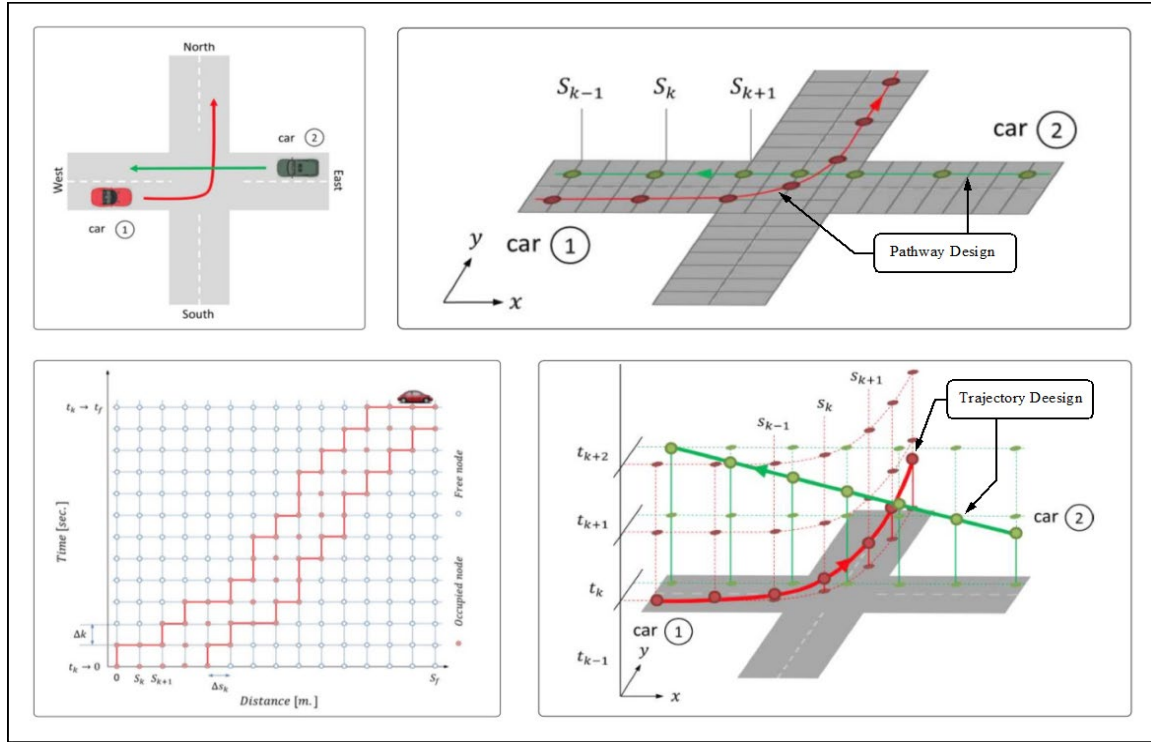 North
car 2
West
East
car 1
South
S_{k-1}
S_k
S_{k+1}
car 2
car 1
Pathway Design
y
x
t_k → t_f
Time [sec.]
Free node
Occupied node
Δk
t_k → 0
0
S_k
S_{k+1}
Δs_k
S_f
Distance [m.]
s_{k+1}
Trajectory Deesign
s_k
s_{k-1}
t_{k+2}
t_{k+1}
car 2
t_k
car 1
t_{k-1}
y
x